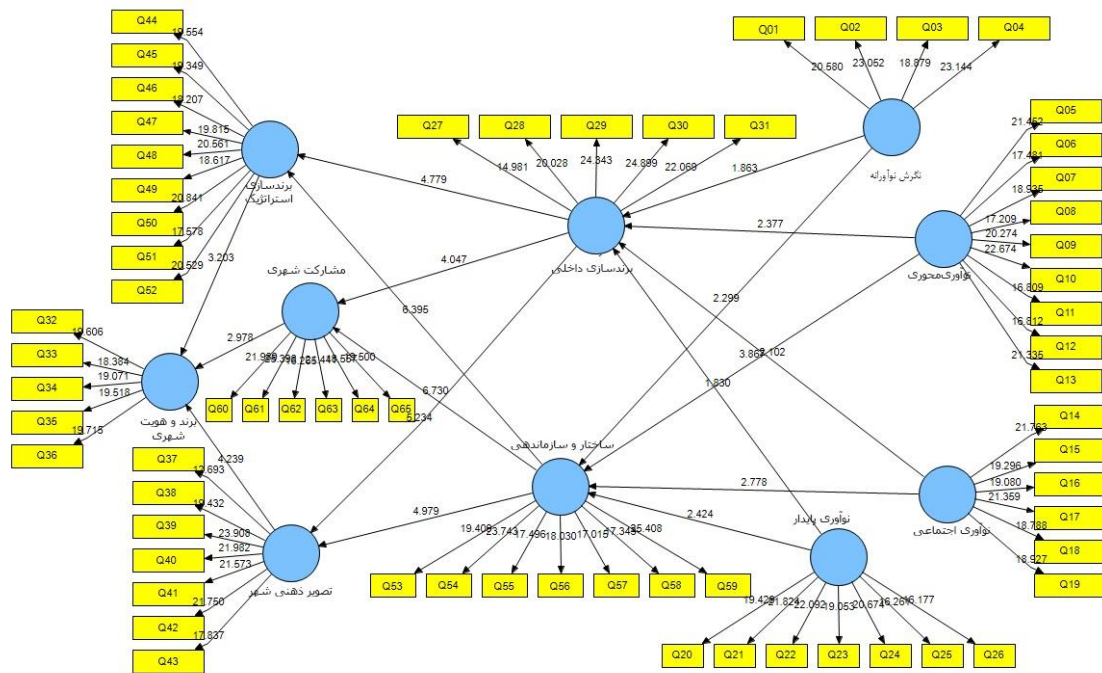 Q44
19.554
Q45
19.349
Q46
18.207
Q47
19.815
Q48
20.561
Q49
18.617
Q50
20.841
Q51
17.578
Q52
20.529
برندسازی
استراتژیک
Q01
Q02
Q03
Q04
20.580
23.052
18.879
23.144
نگرش نوآورانه
Q27
Q28
Q29
Q30
Q31
14.981
20.028
24.343
24.899
22.069
برندسازی داخلی
4.779
1.863
2.377
4.047
3.203
6.395
2.299
2.102
1.830
Q05
21.452
Q06
17.481
Q07
18.935
Q08
17.209
Q09
20.274
Q10
22.674
Q11
16.809
Q12
16.812
Q13
21.335
نوآوری‌محوری
مشارکت شهری
Q60
Q61
Q62
Q63
Q64
Q65
2.978
6.730
5.234
Q32
19.606
Q33
18.384
Q34
19.071
Q35
19.518
Q36
19.715
برند و هویت
شهری
4.239
ساختار و سازماندهی
4.979
2.778
2.424
Q37
Q38
19.432
Q39
23.908
Q40
21.982
Q41
21.573
Q42
21.750
Q43
17.837
تصویر ذهنی شهر
19.409
23.743
17.496
18.030
17.015
17.345
25.408
Q53
Q54
Q55
Q56
Q57
Q58
Q59
نوآوری پایدار
19.429
21.824
22.092
19.053
20.674
16.267
16.177
Q20
Q21
Q22
Q23
Q24
Q25
Q26
نوآوری اجتماعی
Q14
21.763
Q15
19.296
Q16
19.080
Q17
21.359
Q18
18.788
Q19
18.927